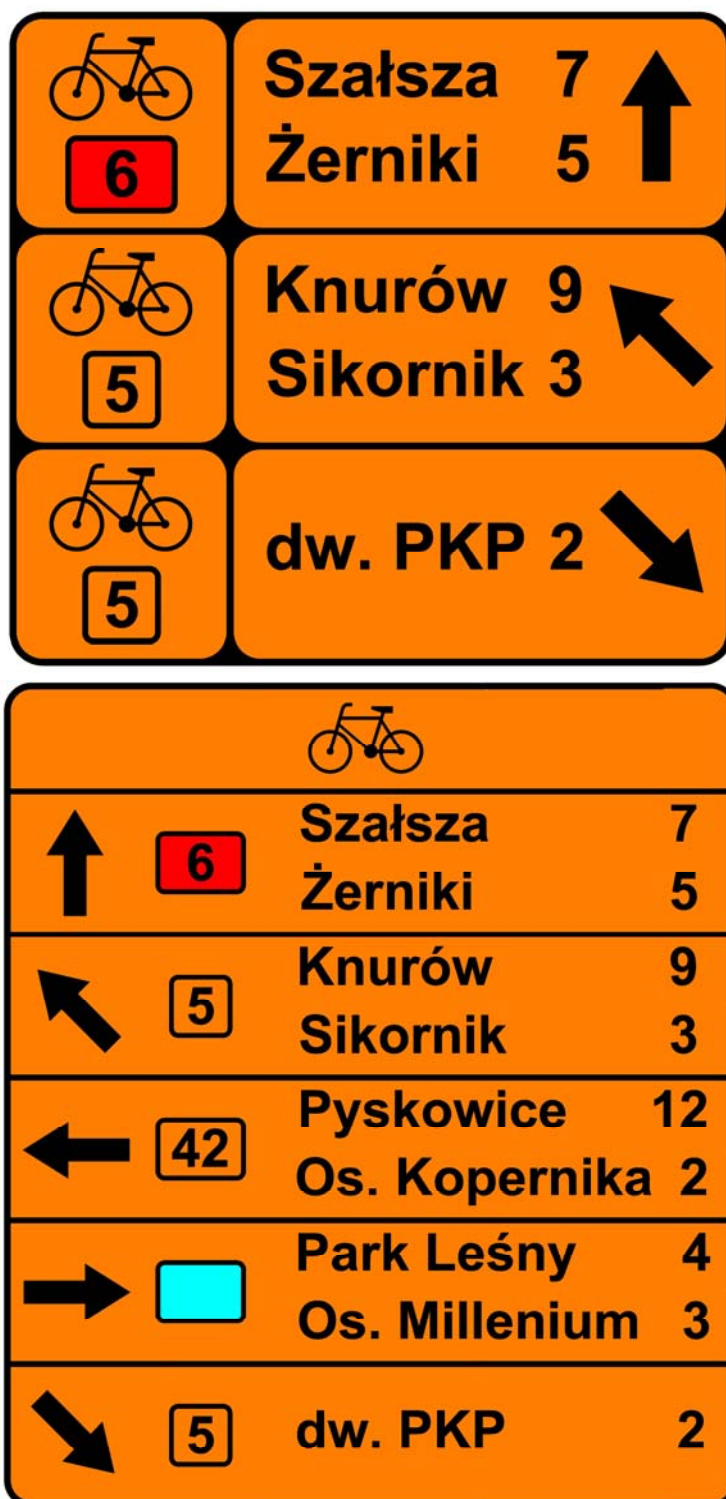 Szałsza 7
6
Żerniki 5
Knurów 9
5
Sikornik 3
dw. PKP 2
5
Szałsza 7
6
Żerniki 5
Knurów 9
5
Sikornik 3
Pyskowice 12
42
Os. Kopernika 2
Park Leśny 4
Os. Millenium 3
5 dw. PKP 2